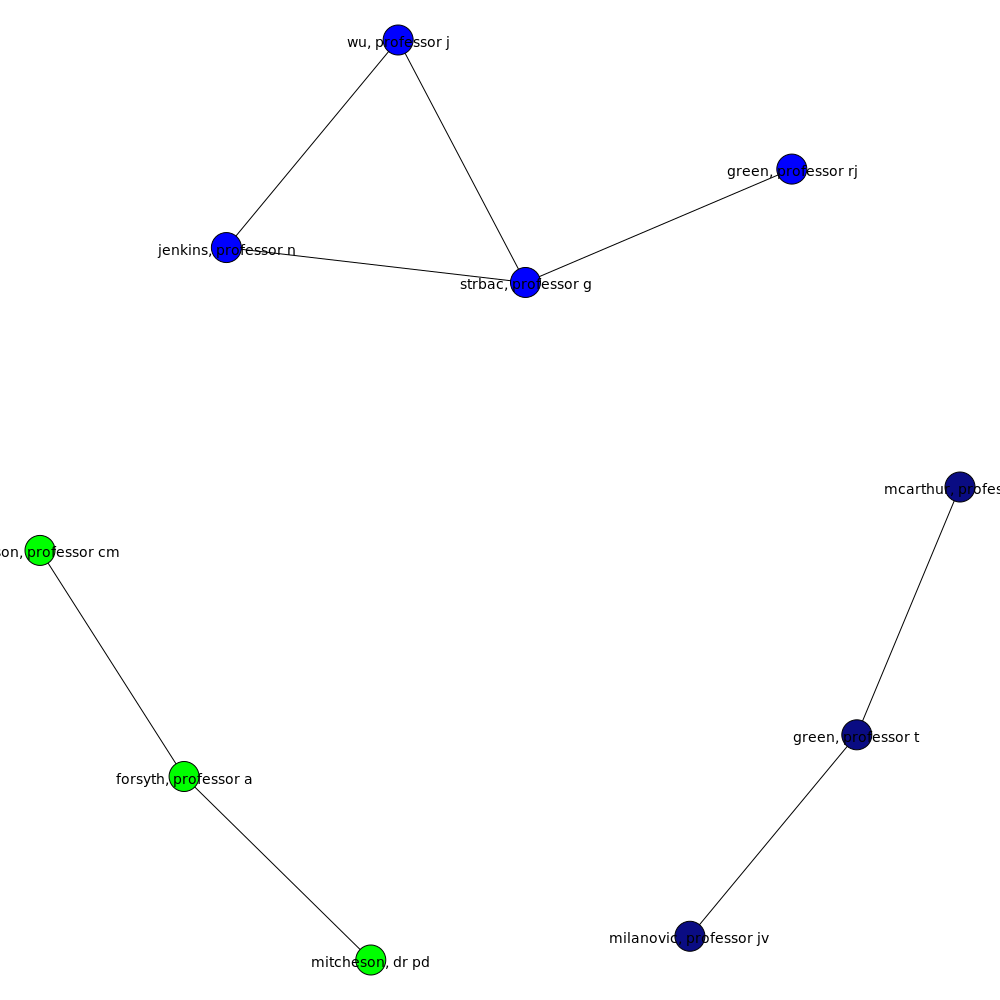 wu, professor j
green, professor rj
jenkins, professor n
strbac, professor g
mcarthur, profes
son, professor cm
green, professor t
forsyth, professor a
milanovic, professor jv
mitcheson, dr pd